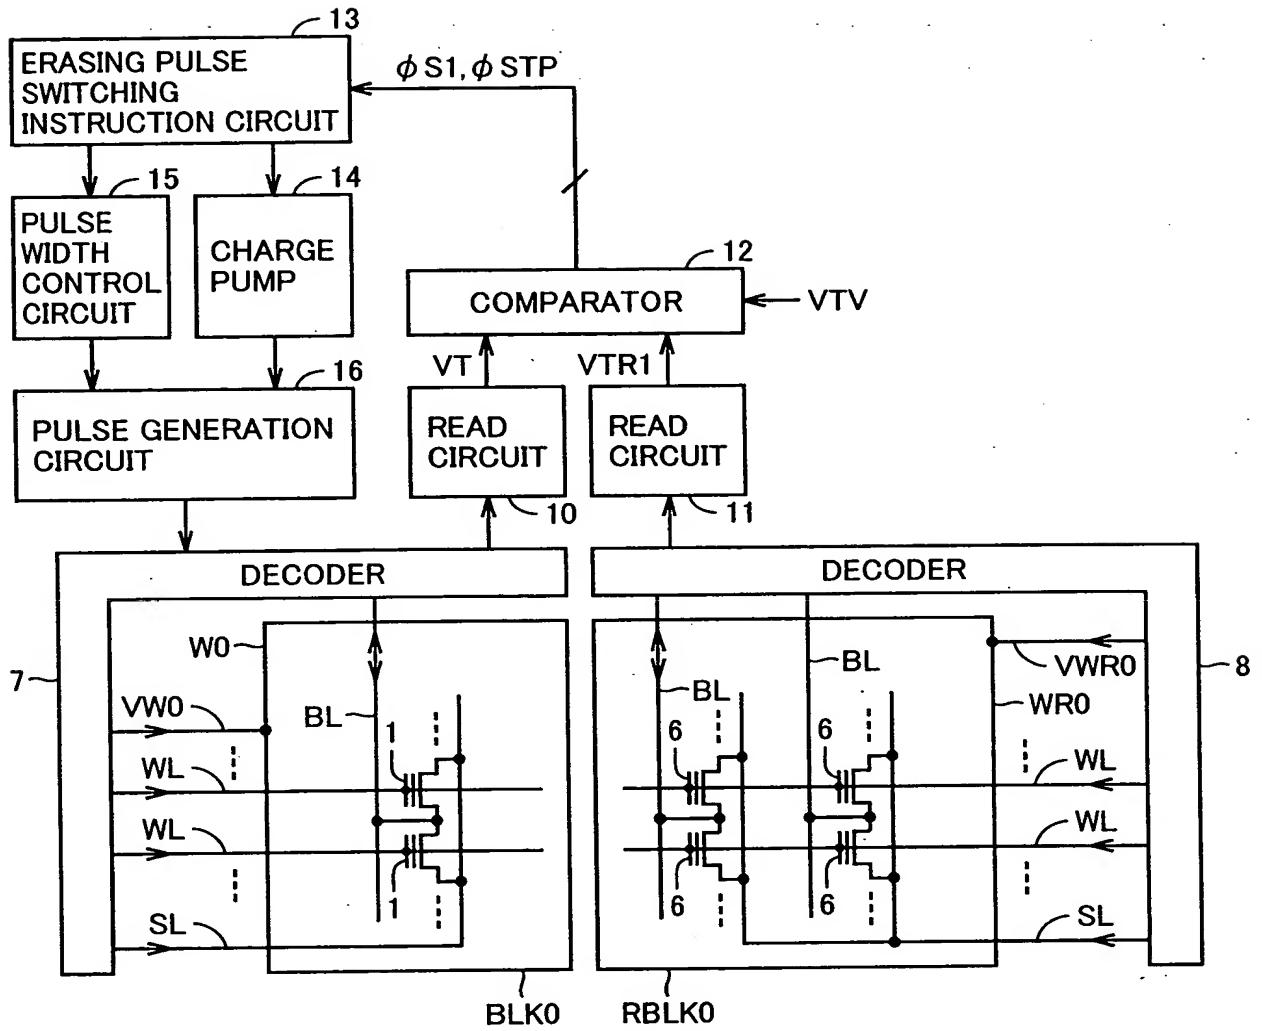 13
ERASING PULSE
SWITCHING
INSTRUCTION CIRCUIT
ϕS1, ϕSTP
15
14
PULSE
WIDTH
CONTROL
CIRCUIT
CHARGE
PUMP
12
COMPARATOR
VTV
VT
VTR1
16
PULSE GENERATION
CIRCUIT
READ
CIRCUIT
READ
CIRCUIT
10
11
DECODER
DECODER
7
W0
BL
BL
BL
VWR0
8
VW0
WR0
1
6
6
WL
WL
WL
WL
1
6
6
SL
SL
BLK0
RBLK0